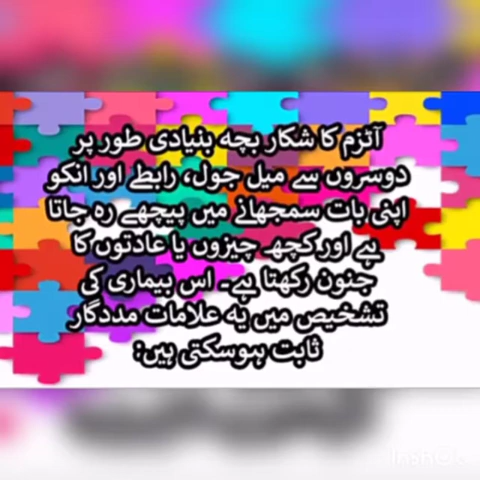 آٹزم کا شکار بچہ بنیادی طور پر
دوسروں سے میل جول، رابطے اور انکو
اپنی بات سمجھانے میں پیچھے رہ جاتا
ہے اور کچھ چیزوں یا عادتوں کا
جنون رکھتا ہے۔ اس بیماری کی
تشخیص میں یہ علامات مددگار
ثابت ہوسکتی ہیں: